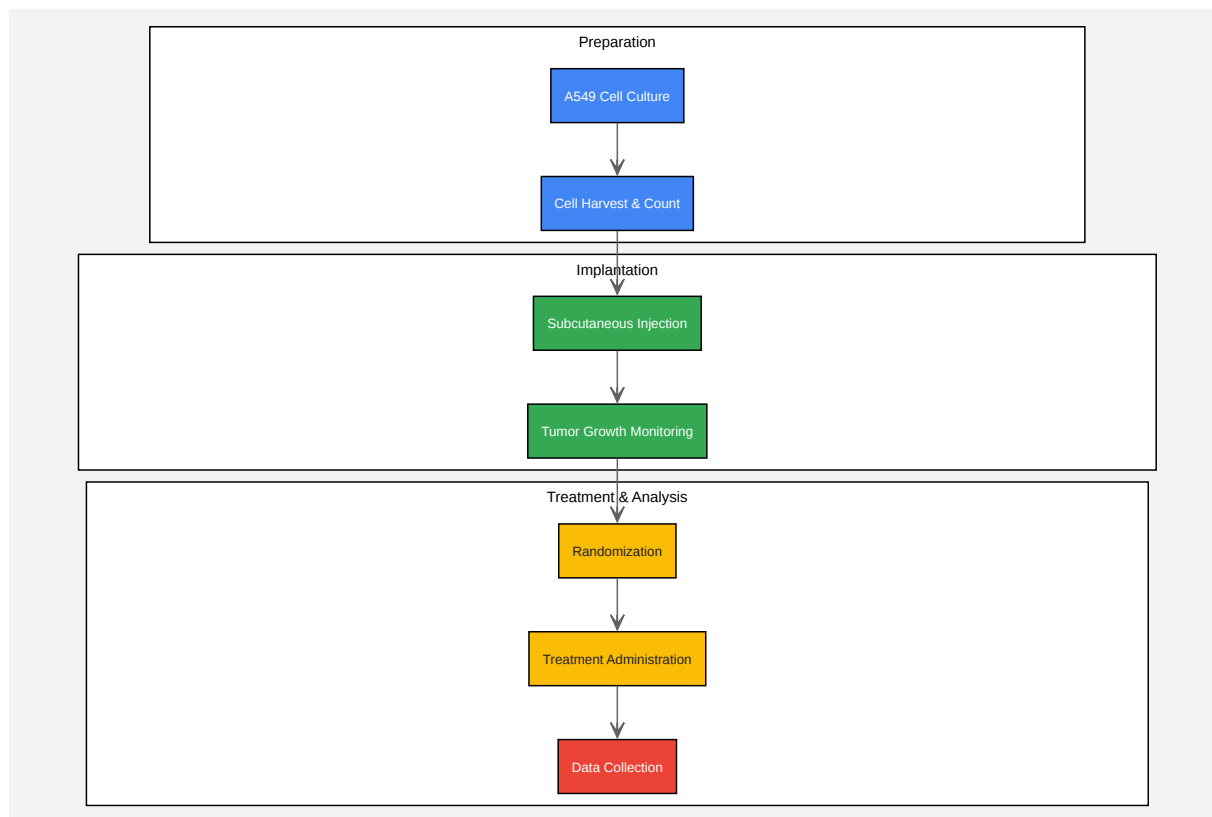 Preparation
A549 Cell Culture
Cell Harvest & Count
Implantation
Subcutaneous Injection
Tumor Growth Monitoring
Treatment & Analysis
Randomization
Treatment Administration
Data Collection